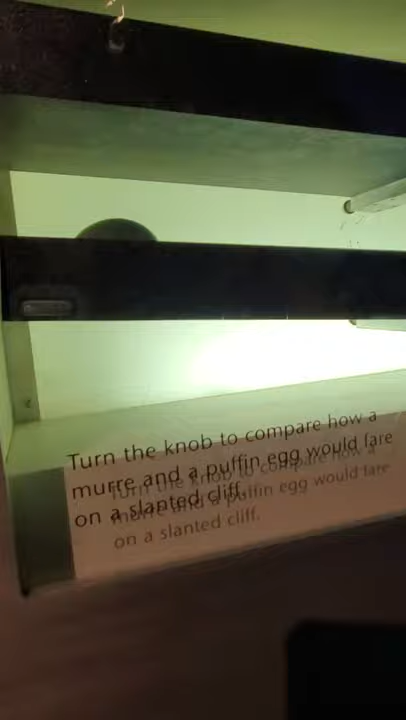 Turn the knob to compare how a
murre and a puffin egg would fare
on a slanted cliff.